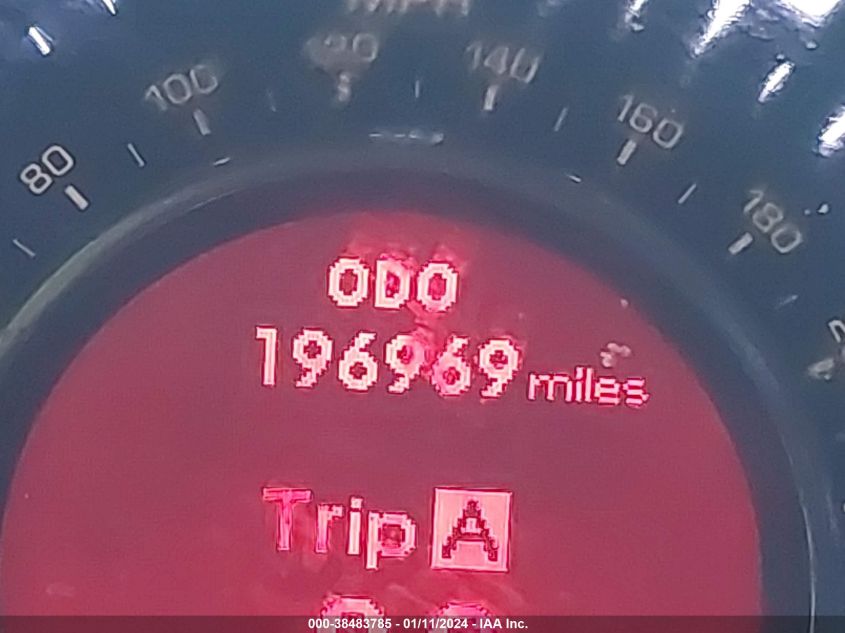 MPH
80 100 120 140 160 180
ODO
196969 miles
Trip A
000-38483785 - 01/11/2024 - IAA Inc.